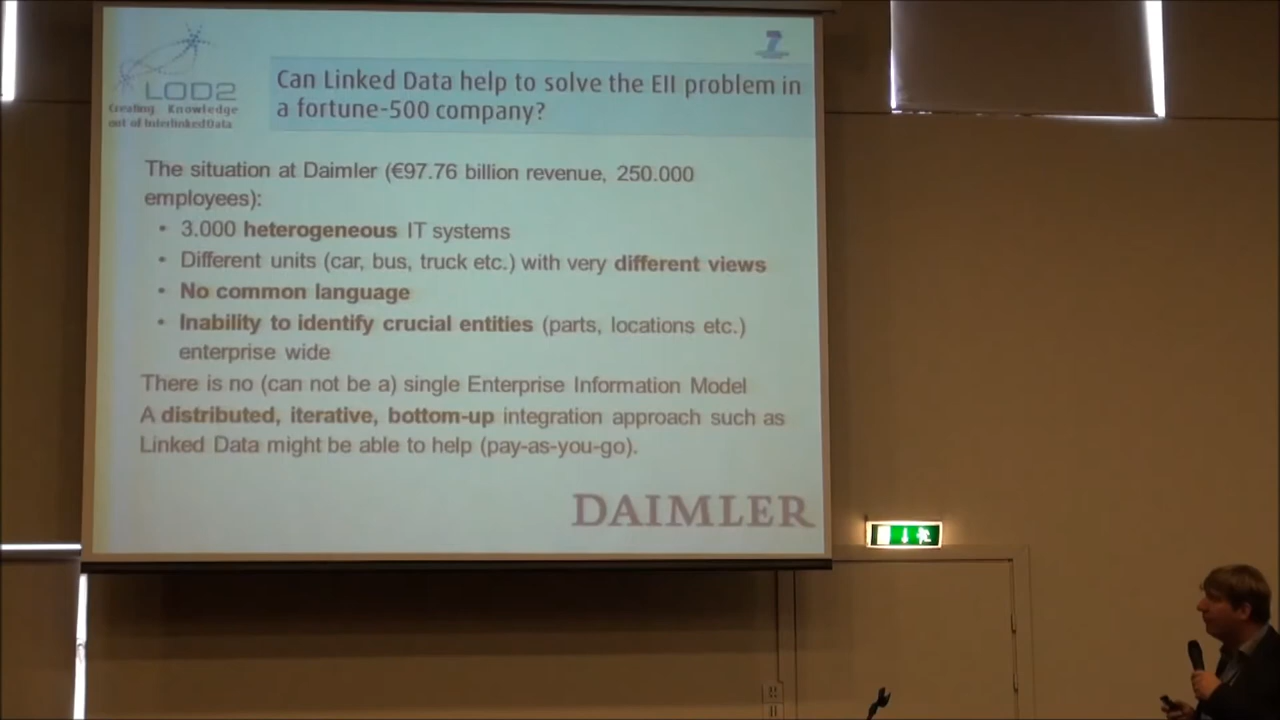 LOD2
Creating Knowledge
out of Interlinked Data
Can Linked Data help to solve the EII problem in
a fortune-500 company?
The situation at Daimler (€97.76 billion revenue, 250.000
employees):
• 3.000 heterogeneous IT systems
• Different units (car, bus, truck etc.) with very different views
• No common language
• Inability to identify crucial entities (parts, locations etc.)
enterprise wide
There is no (can not be a) single Enterprise Information Model
A distributed, iterative, bottom-up integration approach such as
Linked Data might be able to help (pay-as-you-go).
DAIMLER